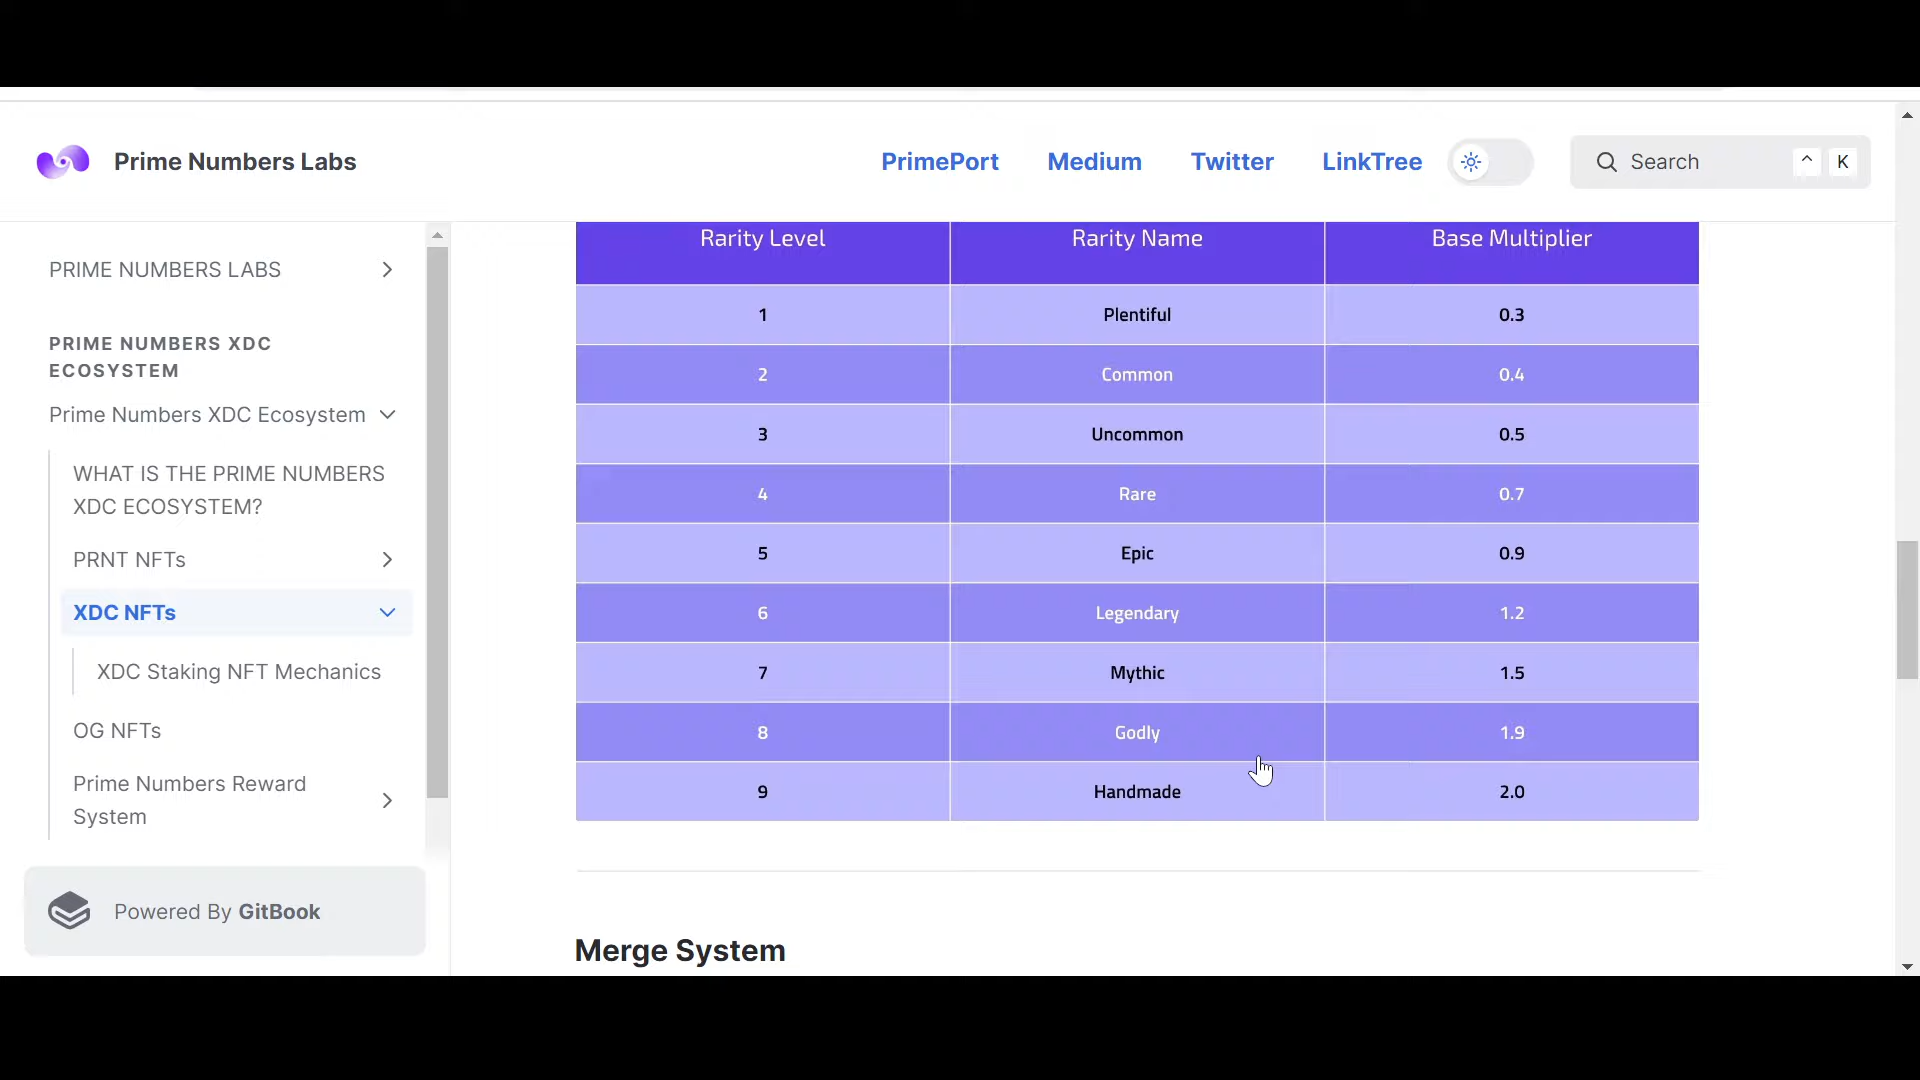 Prime Numbers Labs
PrimePort Medium Twitter LinkTree
Search ^ K
PRIME NUMBERS LABS
PRIME NUMBERS XDC
ECOSYSTEM
Prime Numbers XDC Ecosystem
WHAT IS THE PRIME NUMBERS
XDC ECOSYSTEM?
PRNT NFTs
XDC NFTs
XDC Staking NFT Mechanics
OG NFTs
Prime Numbers Reward
System
Powered By GitBook
Rarity Level Rarity Name Base Multiplier
1 Plentiful 0.3
2 Common 0.4
3 Uncommon 0.5
4 Rare 0.7
5 Epic 0.9
6 Legendary 1.2
7 Mythic 1.5
8 Godly 1.9
9 Handmade 2.0
Merge System